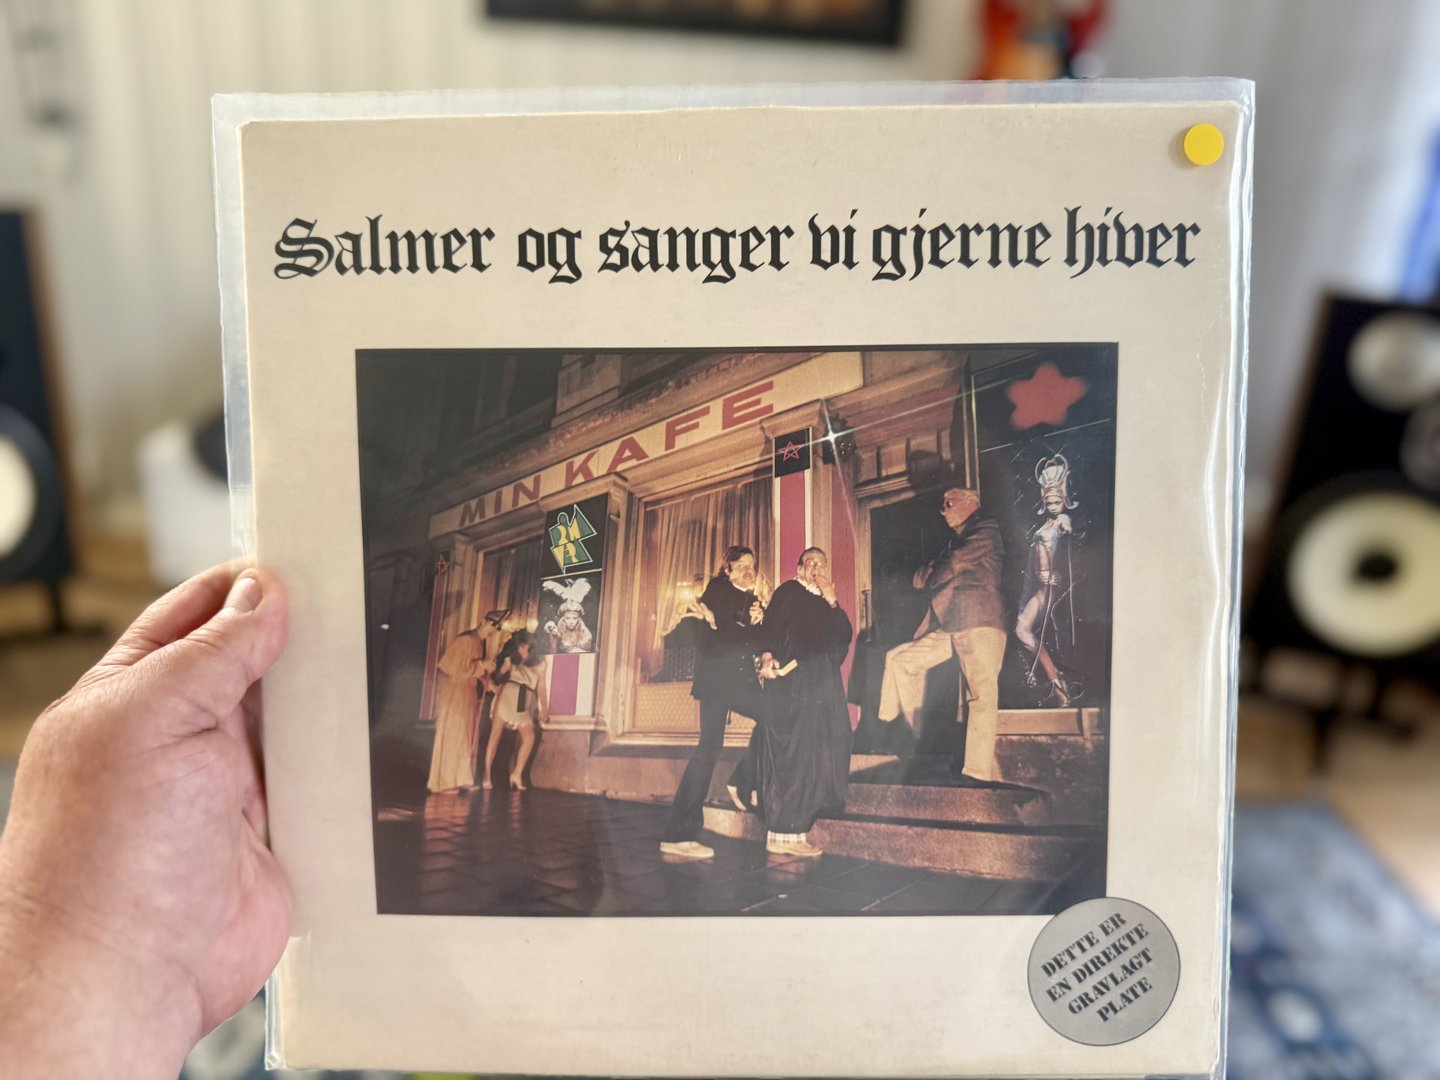 Salmer og sanger vi gjerne hiver
MIN KAFE
DETTE ER
EN DIREKTE
GRAVLAGT
PLATE